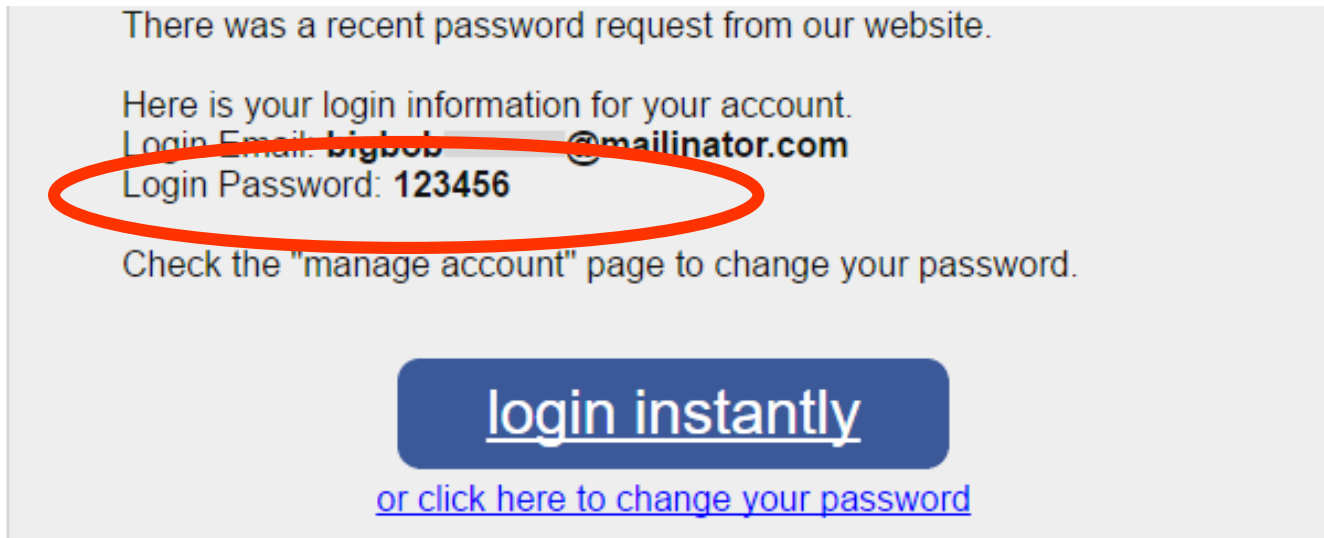 There was a recent password request from our website.
Here is your login information for your account.
Login Email: bigbob @mailinator.com
Login Password: 123456
Check the "manage account" page to change your password.
login instantly
or click here to change your password